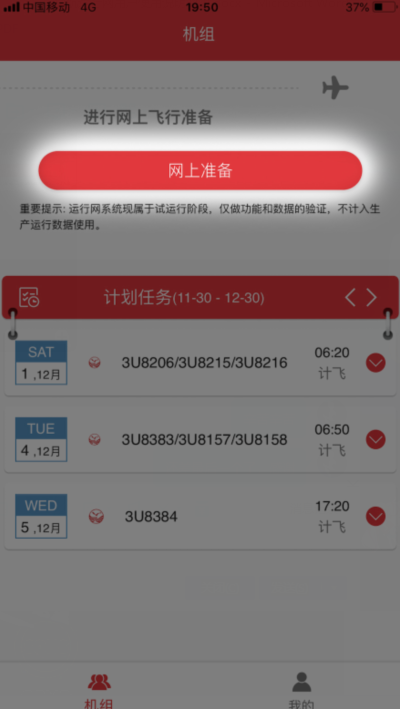 中国移动 4G 19:50 37%
机组
进行网上飞行准备
网上准备
重要提示: 运行网系统现属于试运行阶段，仅做功能和数据的验证，不计入生
产运行数据使用。
计划任务(11-30 - 12-30)
SAT
1 ,12月
3U8206/3U8215/3U8216
06:20
计飞
TUE
4 ,12月
3U8383/3U8157/3U8158
06:50
计飞
WED
5 ,12月
3U8384
17:20
计飞
机组
我的